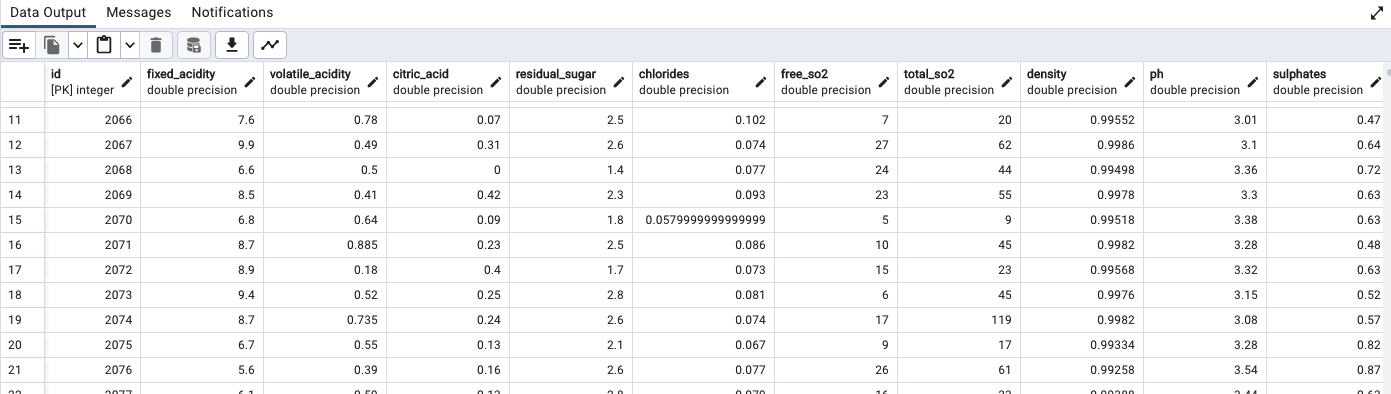 Data Output Messages Notifications
id fixed_acidity volatile_acidity citric_acid residual_sugar chlorides free_so2 total_so2 density ph sulphates
[PK] integer double precision double precision double precision double precision double precision double precision double precision double precision double precision double precision
11 2066 7.6 0.78 0.07 2.5 0.102 7 20 0.99552 3.01 0.47
12 2067 9.9 0.49 0.31 2.6 0.074 27 62 0.9986 3.1 0.64
13 2068 6.6 0.5 0 1.4 0.077 24 44 0.99498 3.36 0.72
14 2069 8.5 0.41 0.42 2.3 0.093 23 55 0.9978 3.3 0.63
15 2070 6.8 0.64 0.09 1.8 0.0579999999999999 5 9 0.99518 3.38 0.63
16 2071 8.7 0.885 0.23 2.5 0.086 10 45 0.9982 3.28 0.48
17 2072 8.9 0.18 0.4 1.7 0.073 15 23 0.99568 3.32 0.63
18 2073 9.4 0.52 0.25 2.8 0.081 6 45 0.9976 3.15 0.52
19 2074 8.7 0.735 0.24 2.6 0.074 17 119 0.9982 3.08 0.57
20 2075 6.7 0.55 0.13 2.1 0.067 9 17 0.99334 3.28 0.82
21 2076 5.6 0.39 0.16 2.6 0.077 26 61 0.99258 3.54 0.87